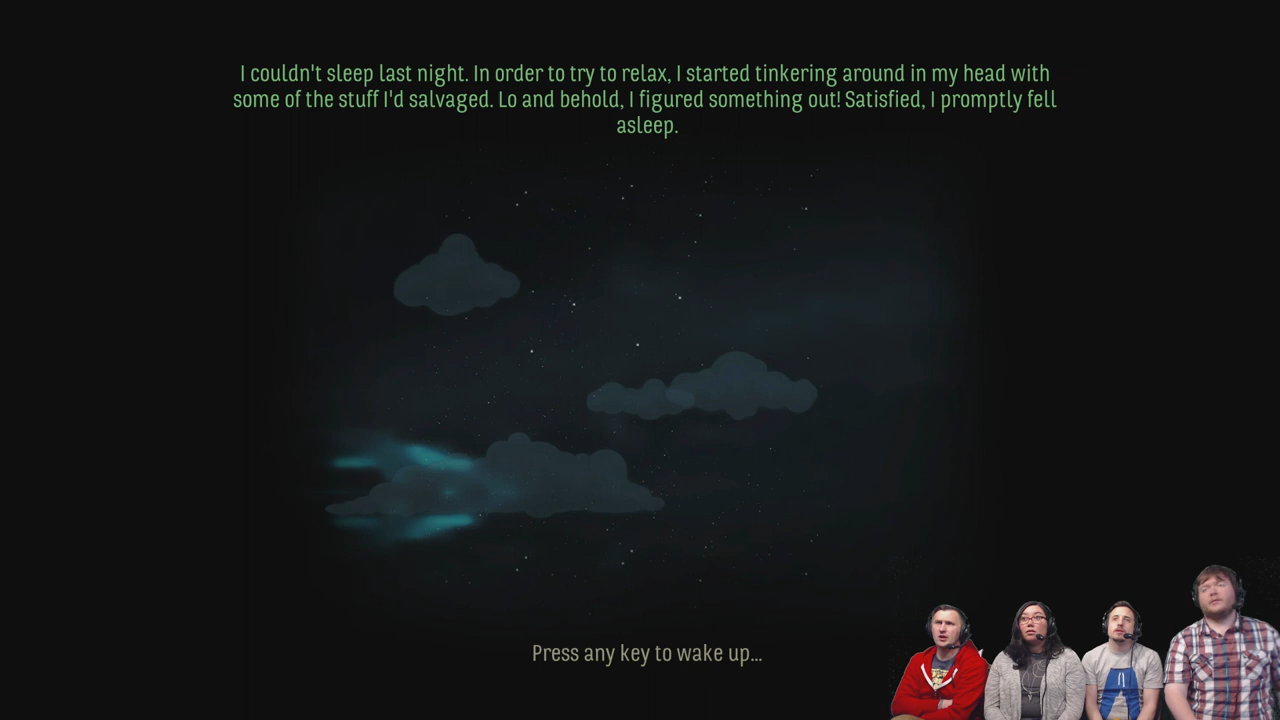 I couldn't sleep last night. In order to try to relax, I started tinkering around in my head with
some of the stuff I'd salvaged. Lo and behold, I figured something out! Satisfied, I promptly fell
asleep.
Press any key to wake up...